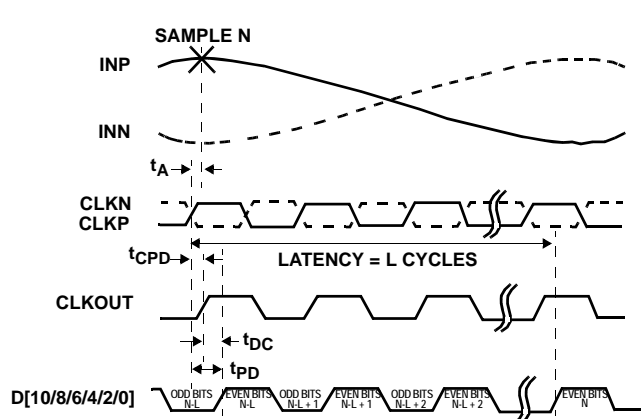 SAMPLE N
INP
INN
tA
CLKN
CLKP
tCPD
LATENCY = L CYCLES
CLKOUT
tDC
tPD
D[10/8/6/4/2/0]
ODD BITS N-L
EVEN BITS N-L
ODD BITS N-L + 1
EVEN BITS N-L + 1
ODD BITS N-L + 2
EVEN BITS N-L + 2
EVEN BITS N